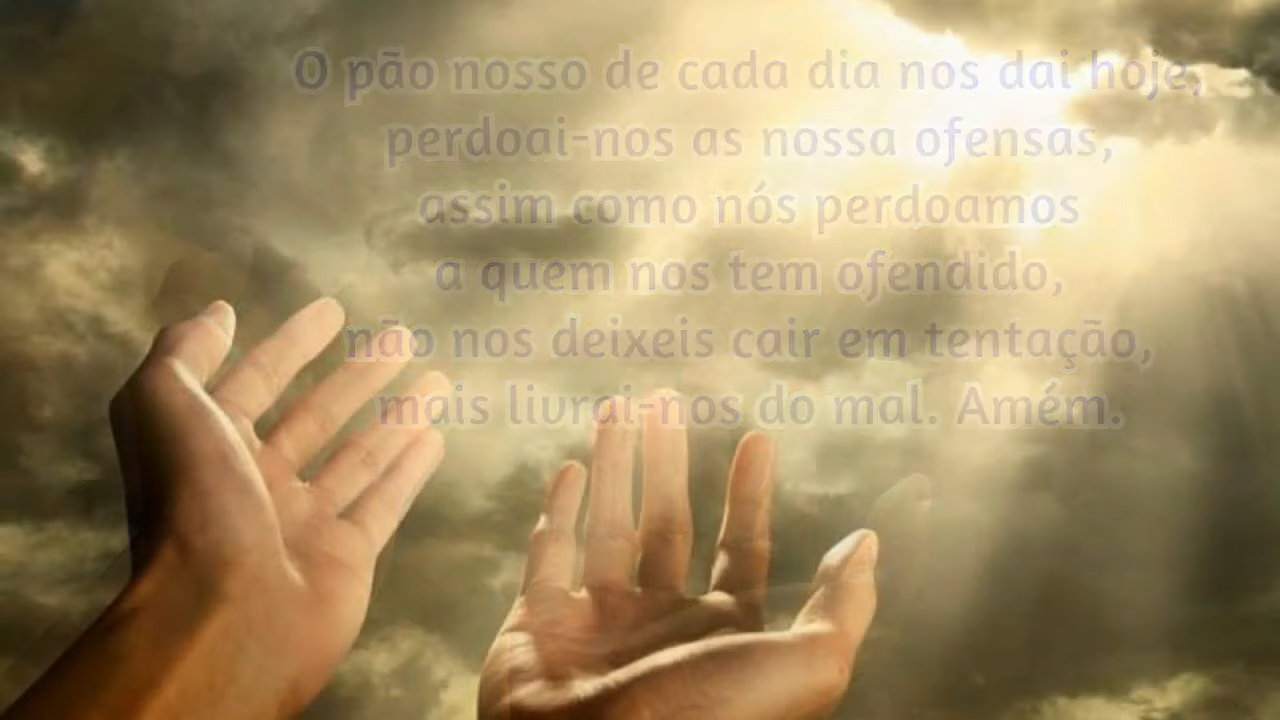 O pão nosso de cada dia nos dai hoje,
perdoai-nos as nossa ofensas,
assim como nós perdoamos
a quem nos tem ofendido,
não nos deixeis cair em tentação,
mais livrai-nos do mal. Amém.